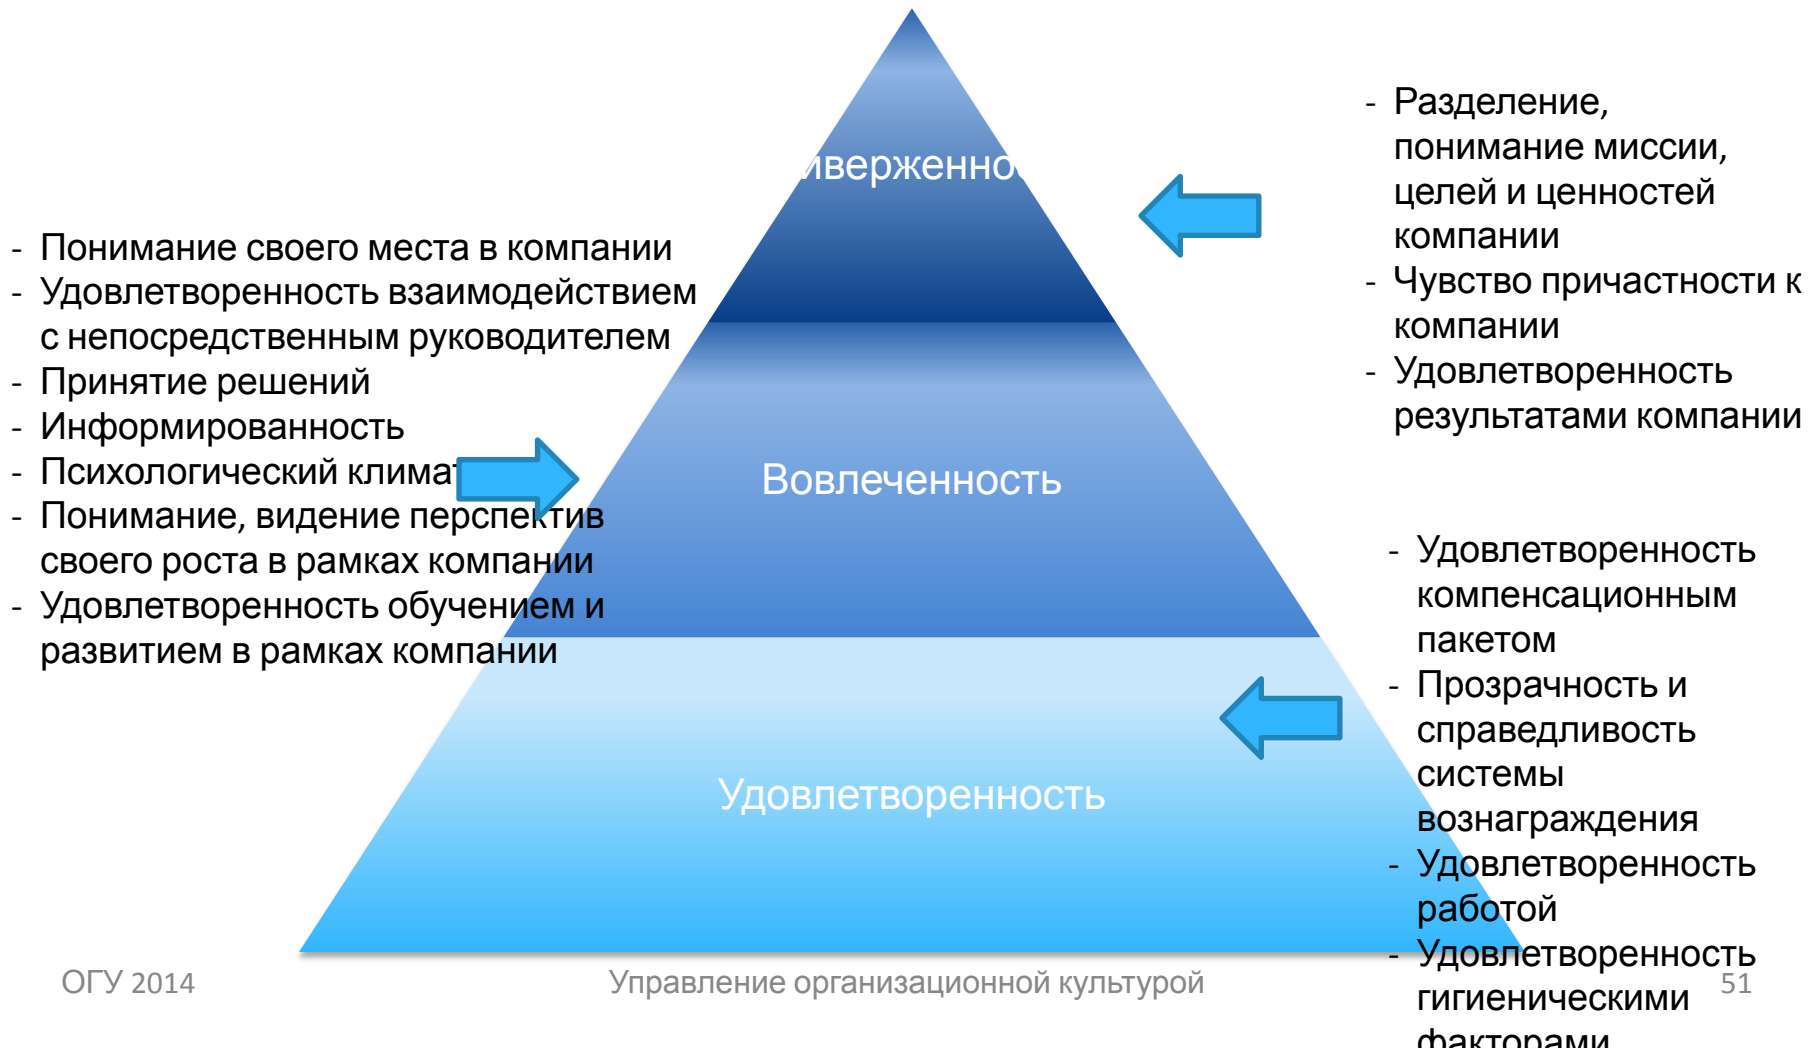 иверженно
- Разделение,
понимание миссии,
целей и ценностей
компании
- Чувство причастности к
компании
- Удовлетворенность
результатами компании
- Понимание своего места в компании
- Удовлетворенность взаимодействием
с непосредственным руководителем
- Принятие решений
- Информированность
- Психологический климат
- Понимание, видение перспектив
своего роста в рамках компании
- Удовлетворенность обучением и
развитием в рамках компании
Вовлеченность
- Удовлетворенность
компенсационным
пакетом
- Прозрачность и
справедливость
системы
вознаграждения
- Удовлетворенность
работой
- Удовлетворенность
гигиеническими
факторами
Удовлетворенность
ОГУ 2014
Управление организационной культурой
51